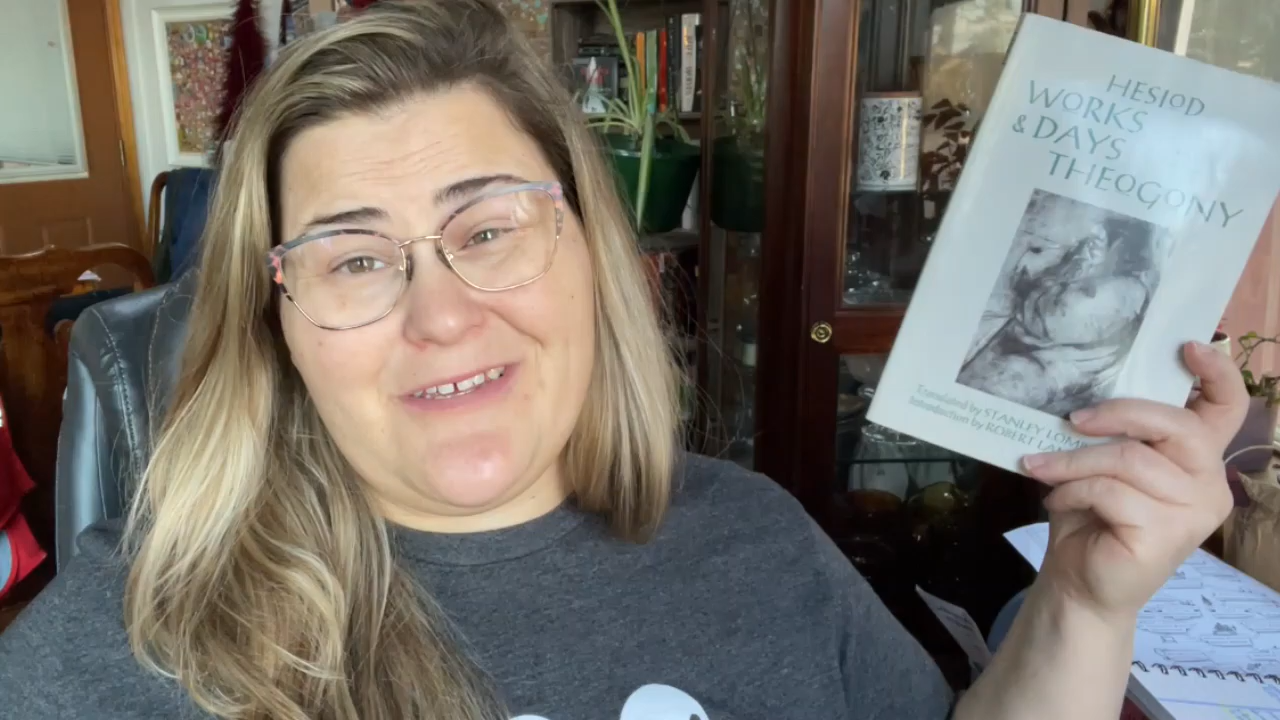 HESIOD
WORKS
& DAYS
THEOGONY
Translated by STANLEY
Introduction by ROBERT